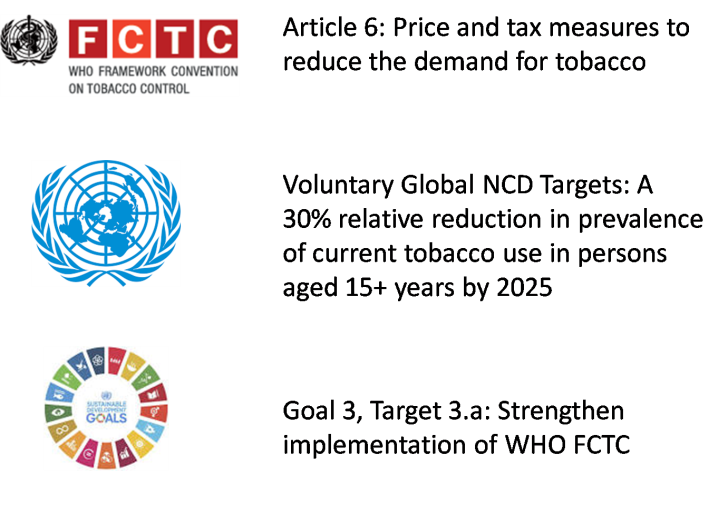 FCTC
WHO FRAMEWORK CONVENTION
ON TOBACCO CONTROL
Article 6: Price and tax measures to
reduce the demand for tobacco
Voluntary Global NCD Targets: A
30% relative reduction in prevalence
of current tobacco use in persons
aged 15+ years by 2025
SUSTAINABLE
DEVELOPMENT
GOALS
Goal 3, Target 3.a: Strengthen
implementation of WHO FCTC